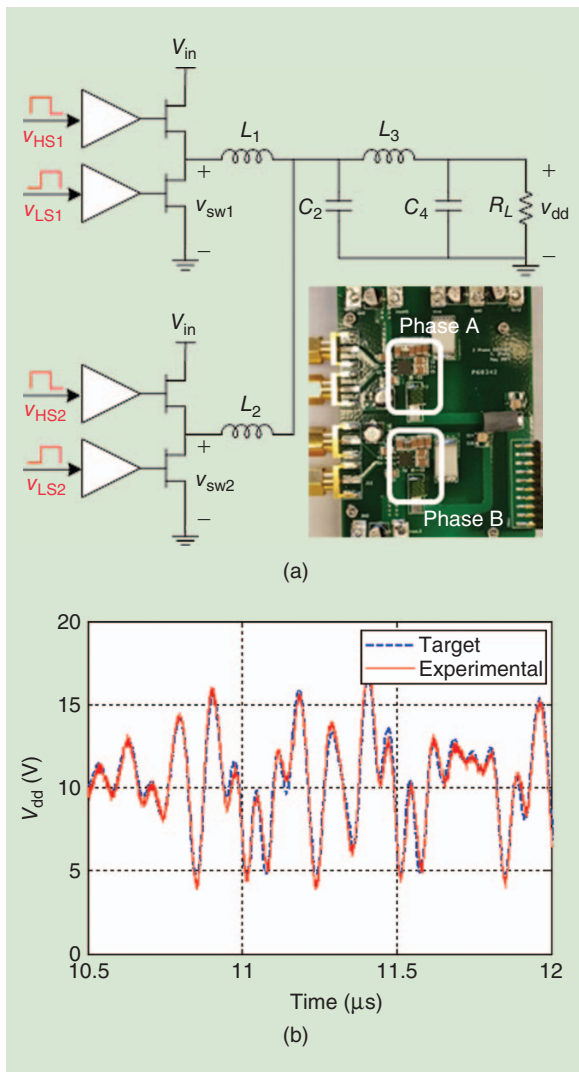 V_in
v_HS1
L_1
L_3
+
v_LS1
v_sw1
C_2
C_4
R_L
+
v_dd
–
–
V_in
Phase A
v_HS2
L_2
+
v_LS2
v_sw2
–
Phase B
(a)
20
Target
Experimental
15
V_dd (V)
10
5
0
10.5
11
11.5
12
Time (μs)
(b)